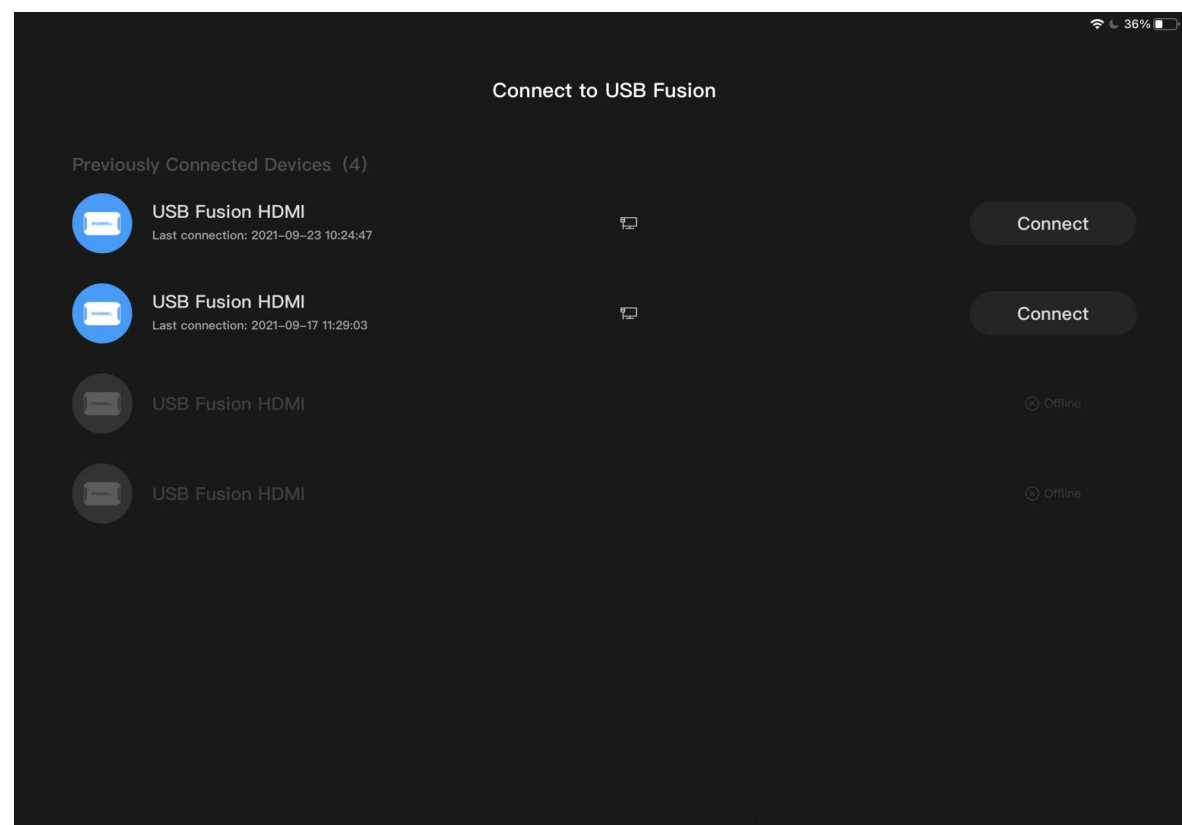 36%
Connect to USB Fusion
Previously Connected Devices (4)
USB Fusion HDMI
Last connection: 2021-09-23 10:24:47
Connect
USB Fusion HDMI
Last connection: 2021-09-17 11:29:03
Connect
USB Fusion HDMI
Offline
USB Fusion HDMI
Offline